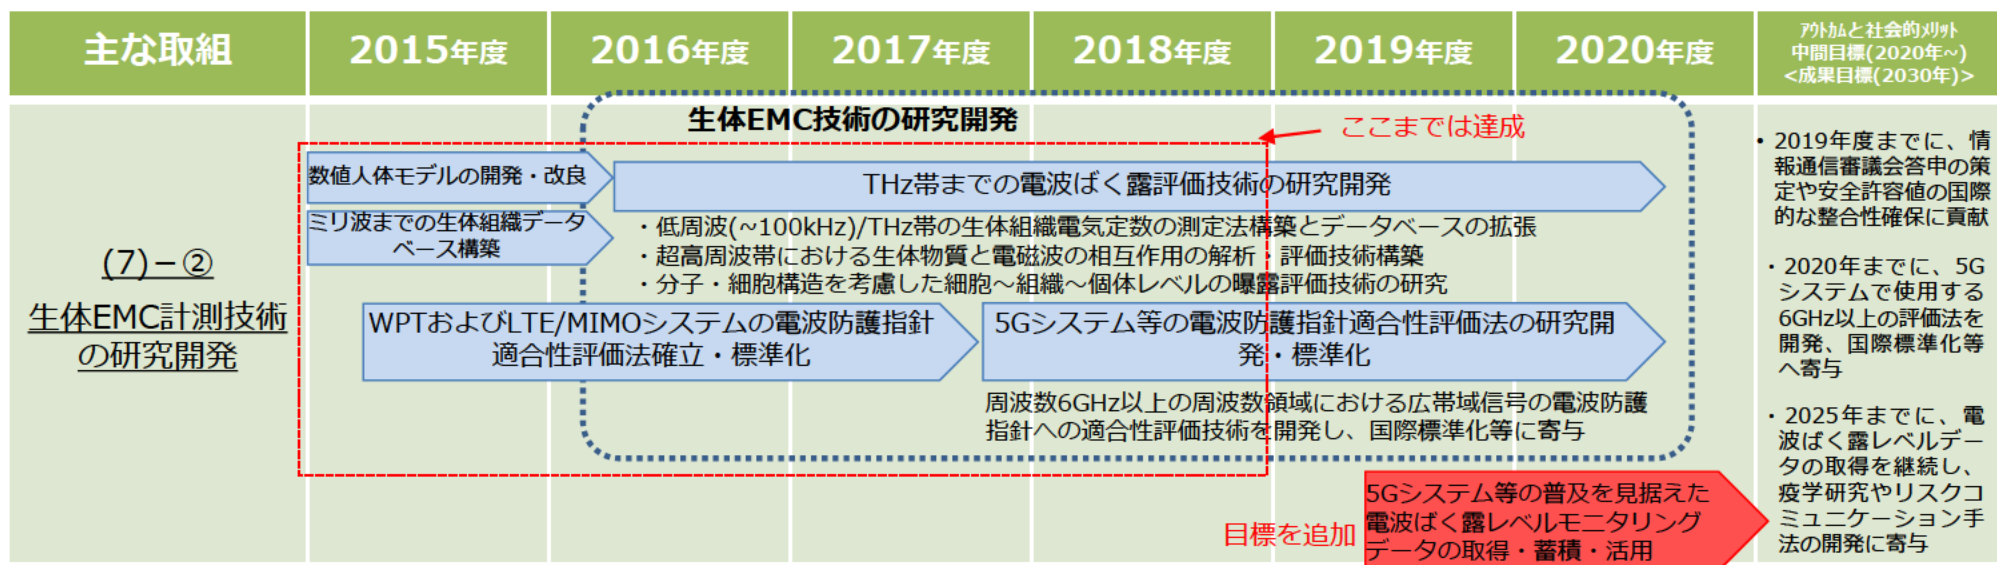 主な取組
2015年度
2016年度
2017年度
2018年度
2019年度
2020年度
ｱｳﾄｶﾑと社会的ﾒﾘｯﾄ
中間目標(2020年~)
<成果目標(2030年)>
(7)－②
生体EMC計測技術
の研究開発
生体EMC技術の研究開発
ここまでは達成
数値人体モデルの開発・改良
ミリ波までの生体組織データ
ベース構築
THz帯までの電波ばく露評価技術の研究開発
・低周波(~100kHz)/THz帯の生体組織電気定数の測定法構築とデータベースの拡張
・超高周波帯における生体物質と電磁波の相互作用の解析・評価技術構築
・分子・細胞構造を考慮した細胞～組織～個体レベルの曝露評価技術の研究
WPTおよびLTE/MIMOシステムの電波防護指針
適合性評価法確立・標準化
5Gシステム等の電波防護指針適合性評価法の研究開
発・標準化
周波数6GHz以上の周波数領域における広帯域信号の電波防護
指針への適合性評価技術を開発し、国際標準化等に寄与
目標を追加
5Gシステム等の普及を見据えた
電波ばく露レベルモニタリング
データの取得・蓄積・活用
・2019年度までに、情
報通信審議会答申の策
定や安全許容値の国際
的な整合性確保に貢献
・2020年までに、5G
システムで使用する
6GHz以上の評価法を
開発、国際標準化等
へ寄与
・2025年までに、電
波ばく露レベルデー
タの取得を継続し、
疫学研究やリスクコ
ミュニケーション手
法の開発に寄与